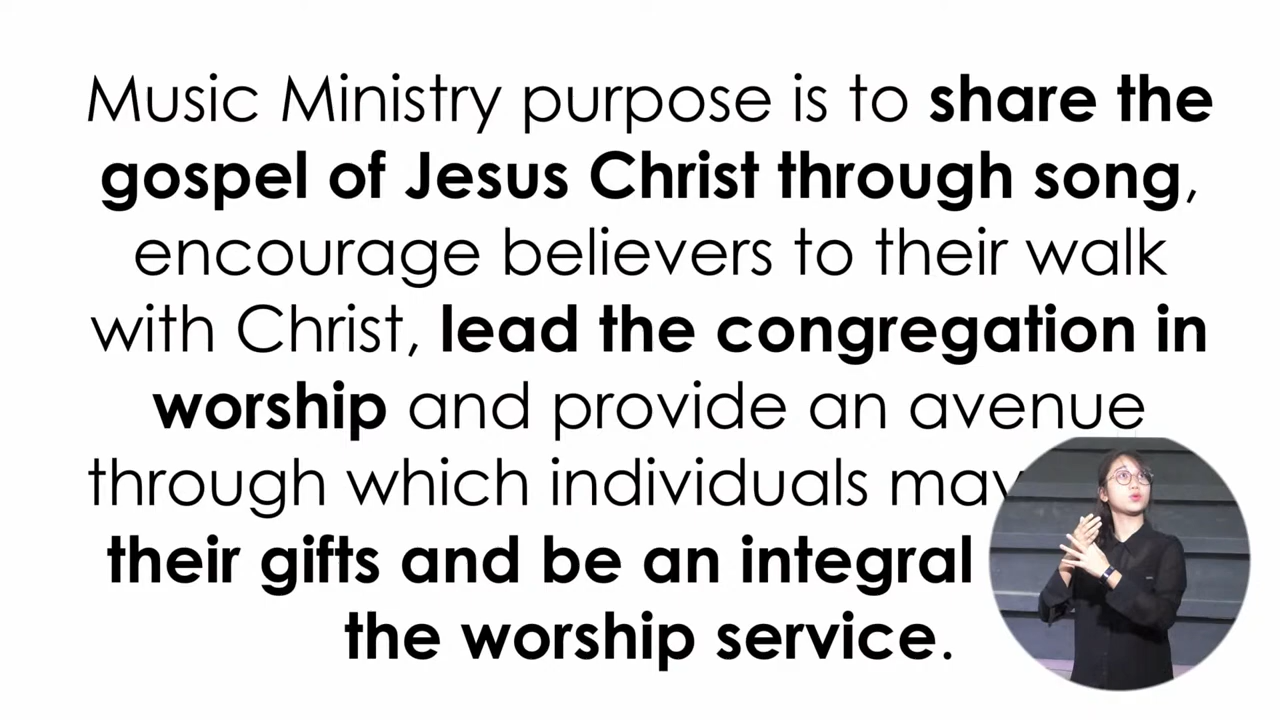 Music Ministry purpose is to share the
gospel of Jesus Christ through song,
encourage believers to their walk
with Christ, lead the congregation in
worship and provide an avenue
through which individuals may
their gifts and be an integral
the worship service.